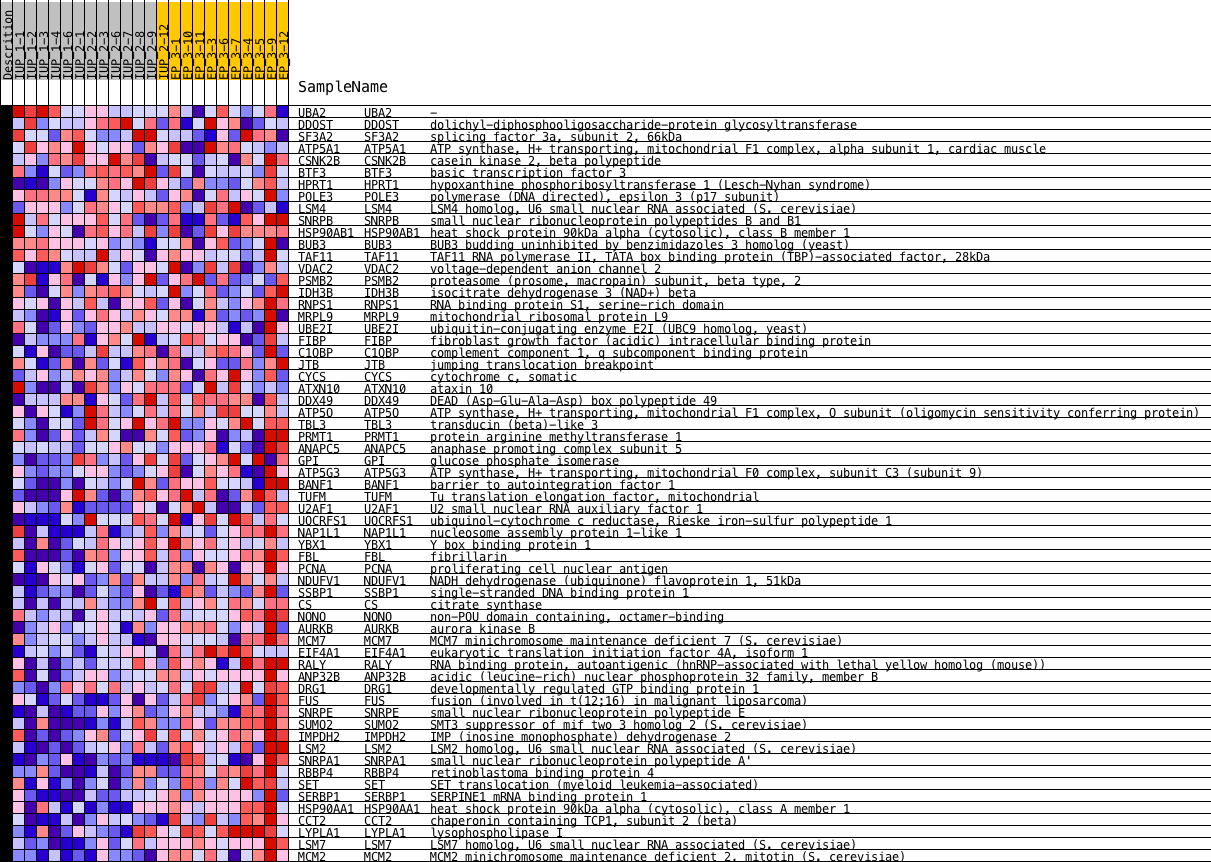 Descrition
IUP_1-1
IUP_1-2
IUP_1-3
IUP_1-4
IUP_1-6
IUP_2-1
IUP_2-2
IUP_2-3
IUP_2-6
IUP_2-7
IUP_2-8
IUP_2-9
IUP_2-12
EP_3-1
EP_3-10
EP_3-11
EP_3-3
EP_3-6
EP_3-7
EP_3-4
EP_3-5
EP_3-9
EP_3-12
SampleName
UBA2 UBA2 -
DDOST DDOST dolichyl-diphosphooligosaccharide-protein glycosyltransferase
SF3A2 SF3A2 splicing factor 3a, subunit 2, 66kDa
ATP5A1 ATP5A1 ATP synthase, H+ transporting, mitochondrial F1 complex, alpha subunit 1, cardiac muscle
CSNK2B CSNK2B casein kinase 2, beta polypeptide
BTF3 BTF3 basic transcription factor 3
HPRT1 HPRT1 hypoxanthine phosphoribosyltransferase 1 (Lesch-Nyhan syndrome)
POLE3 POLE3 polymerase (DNA directed), epsilon 3 (p17 subunit)
LSM4 LSM4 LSM4 homolog, U6 small nuclear RNA associated (S. cerevisiae)
SNRPB SNRPB small nuclear ribonucleoprotein polypeptides B and B1
HSP90AB1 HSP90AB1 heat shock protein 90kDa alpha (cytosolic), class B member 1
BUB3 BUB3 BUB3 budding uninhibited by benzimidazoles 3 homolog (yeast)
TAF11 TAF11 TAF11 RNA polymerase II, TATA box binding protein (TBP)-associated factor, 28kDa
VDAC2 VDAC2 voltage-dependent anion channel 2
PSMB2 PSMB2 proteasome (prosome, macropain) subunit, beta type, 2
IDH3B IDH3B isocitrate dehydrogenase 3 (NAD+) beta
RNPS1 RNPS1 RNA binding protein S1, serine-rich domain
MRPL9 MRPL9 mitochondrial ribosomal protein L9
UBE2I UBE2I ubiquitin-conjugating enzyme E2I (UBC9 homolog, yeast)
FIBP FIBP fibroblast growth factor (acidic) intracellular binding protein
C1QBP C1QBP complement component 1, q subcomponent binding protein
JTB JTB jumping translocation breakpoint
CYCS CYCS cytochrome c, somatic
ATXN10 ATXN10 ataxin 10
DDX49 DDX49 DEAD (Asp-Glu-Ala-Asp) box polypeptide 49
ATP5O ATP5O ATP synthase, H+ transporting, mitochondrial F1 complex, O subunit (oligomycin sensitivity conferring protein)
TBL3 TBL3 transducin (beta)-like 3
PRMT1 PRMT1 protein arginine methyltransferase 1
ANAPC5 ANAPC5 anaphase promoting complex subunit 5
GPI GPI glucose phosphate isomerase
ATP5G3 ATP5G3 ATP synthase, H+ transporting, mitochondrial F0 complex, subunit C3 (subunit 9)
BANF1 BANF1 barrier to autointegration factor 1
TUFM TUFM Tu translation elongation factor, mitochondrial
U2AF1 U2AF1 U2 small nuclear RNA auxiliary factor 1
UQCRFS1 UQCRFS1 ubiquinol-cytochrome c reductase, Rieske iron-sulfur polypeptide 1
NAP1L1 NAP1L1 nucleosome assembly protein 1-like 1
YBX1 YBX1 Y box binding protein 1
FBL FBL fibrillarin
PCNA PCNA proliferating cell nuclear antigen
NDUFV1 NDUFV1 NADH dehydrogenase (ubiquinone) flavoprotein 1, 51kDa
SSBP1 SSBP1 single-stranded DNA binding protein 1
CS CS citrate synthase
NONO NONO non-POU domain containing, octamer-binding
AURKB AURKB aurora kinase B
MCM7 MCM7 MCM7 minichromosome maintenance deficient 7 (S. cerevisiae)
EIF4A1 EIF4A1 eukaryotic translation initiation factor 4A, isoform 1
RALY RALY RNA binding protein, autoantigenic (hnRNP-associated with lethal yellow homolog (mouse))
ANP32B ANP32B acidic (leucine-rich) nuclear phosphoprotein 32 family, member B
DRG1 DRG1 developmentally regulated GTP binding protein 1
FUS FUS fusion (involved in t(12;16) in malignant liposarcoma)
SNRPE SNRPE small nuclear ribonucleoprotein polypeptide E
SUMO2 SUMO2 SMT3 suppressor of mif two 3 homolog 2 (S. cerevisiae)
IMPDH2 IMPDH2 IMP (inosine monophosphate) dehydrogenase 2
LSM2 LSM2 LSM2 homolog, U6 small nuclear RNA associated (S. cerevisiae)
SNRPA1 SNRPA1 small nuclear ribonucleoprotein polypeptide A'
RBBP4 RBBP4 retinoblastoma binding protein 4
SET SET SET translocation (myeloid leukemia-associated)
SERBP1 SERBP1 SERPINE1 mRNA binding protein 1
HSP90AA1 HSP90AA1 heat shock protein 90kDa alpha (cytosolic), class A member 1
CCT2 CCT2 chaperonin containing TCP1, subunit 2 (beta)
LYPLA1 LYPLA1 lysophospholipase I
LSM7 LSM7 LSM7 homolog, U6 small nuclear RNA associated (S. cerevisiae)
MCM2 MCM2 MCM2 minichromosome maintenance deficient 2, mitotin (S. cerevisiae)